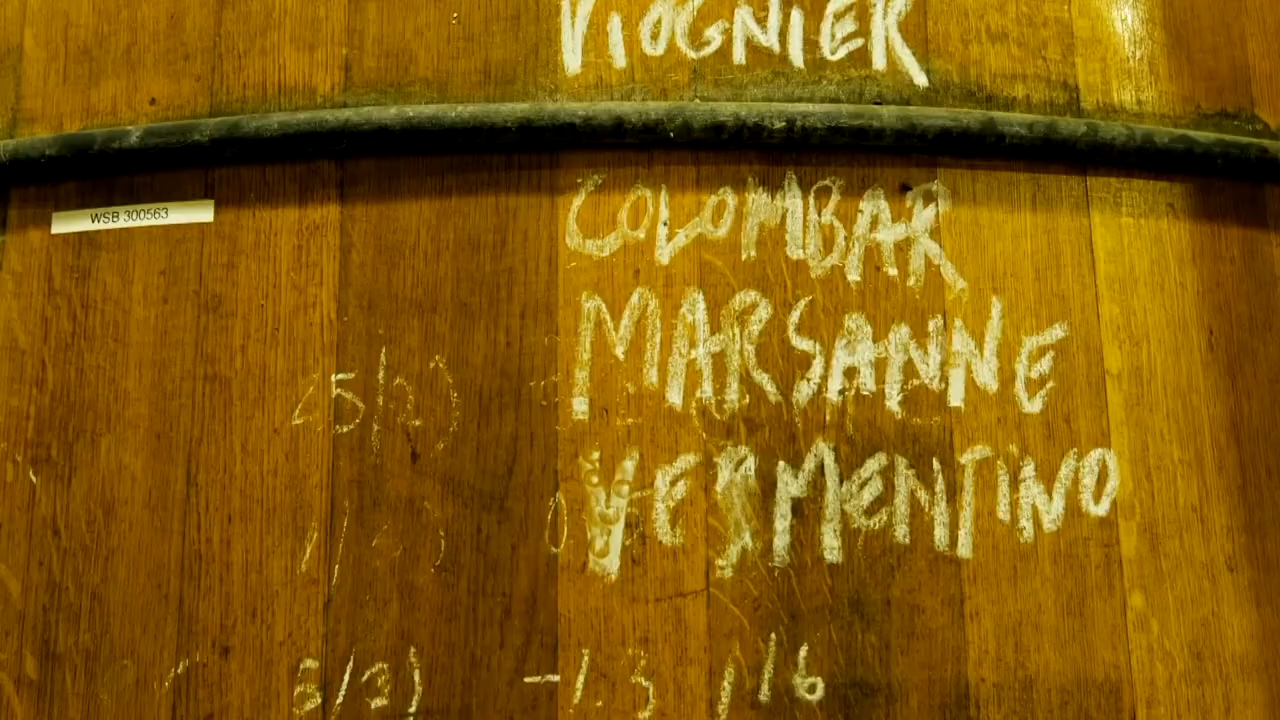 VIOGNIER
WSB 300563
COLOMBAR
MARSANNE
VERMENTINO